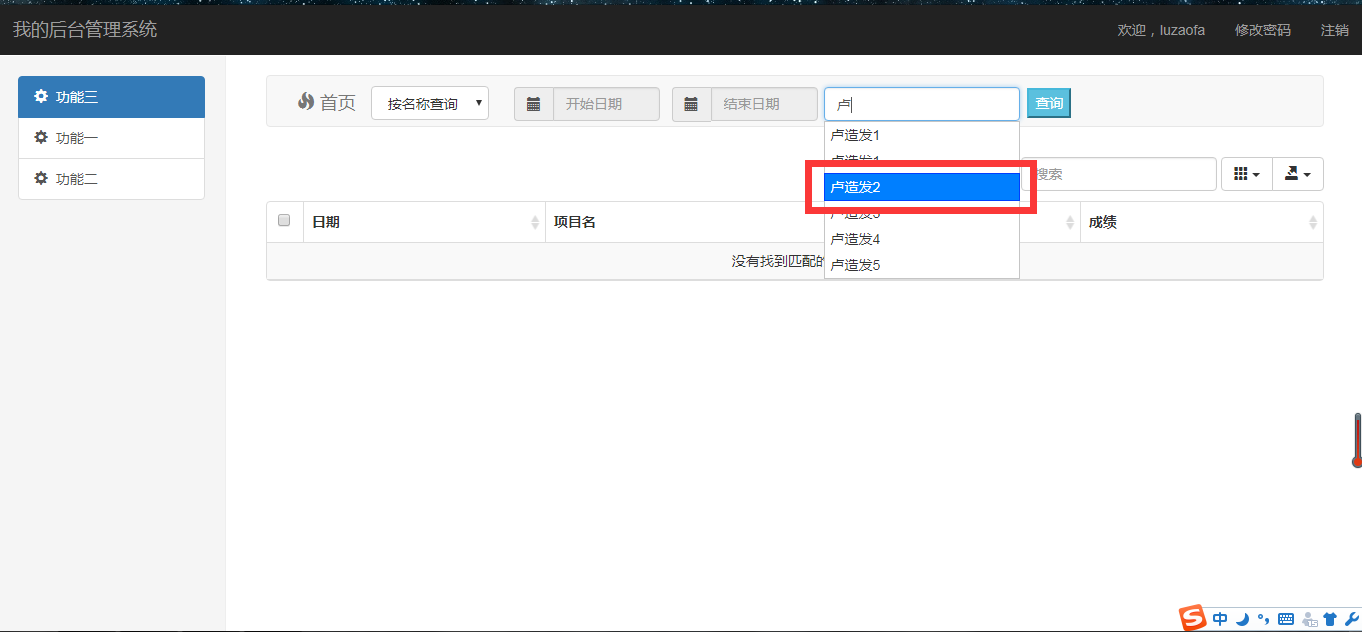 我的后台管理系统
欢迎，luzaofa 修改密码 注销
功能三
功能一
功能二
首页 按名称查询 开始日期 结束日期 卢 查询
卢造发1
卢造发1
卢造发2
卢造发3
卢造发4
卢造发5
搜索
日期 项目名 成绩
没有找到匹配的
中
15